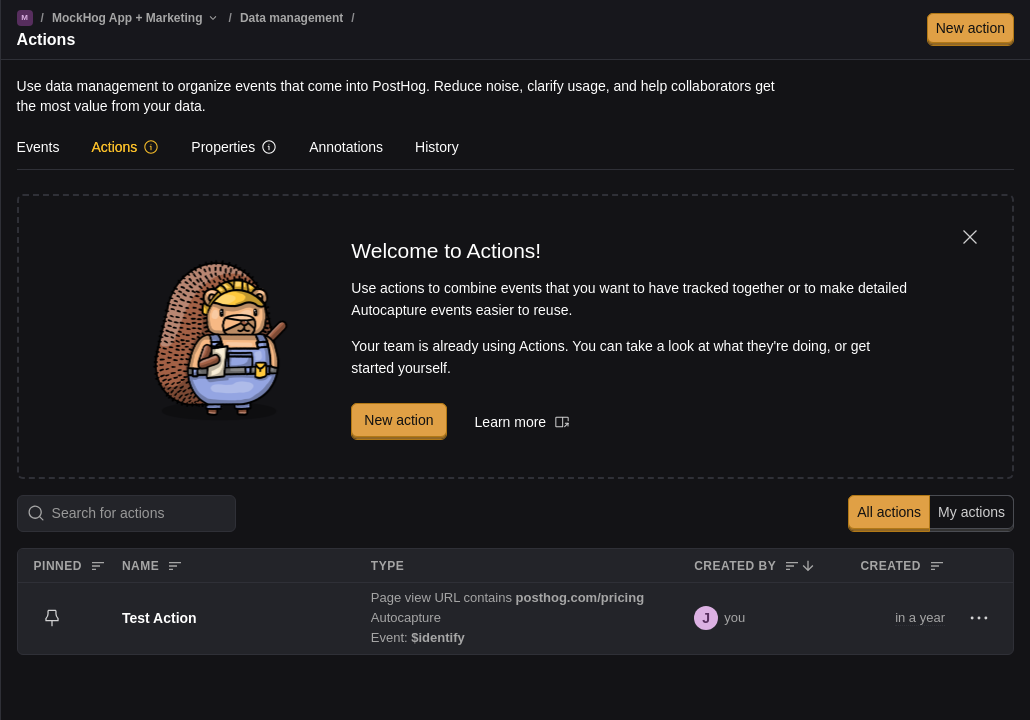 M / MockHog App + Marketing / Data management /
Actions
New action
Use data management to organize events that come into PostHog. Reduce noise, clarify usage, and help collaborators get
the most value from your data.
Events Actions Properties Annotations History
Welcome to Actions!
Use actions to combine events that you want to have tracked together or to make detailed
Autocapture events easier to reuse.
Your team is already using Actions. You can take a look at what they're doing, or get
started yourself.
New action Learn more
Search for actions
All actions My actions
PINNED NAME TYPE CREATED BY CREATED
Test Action
Page view URL contains posthog.com/pricing
Autocapture
Event: $identify
J you
in a year